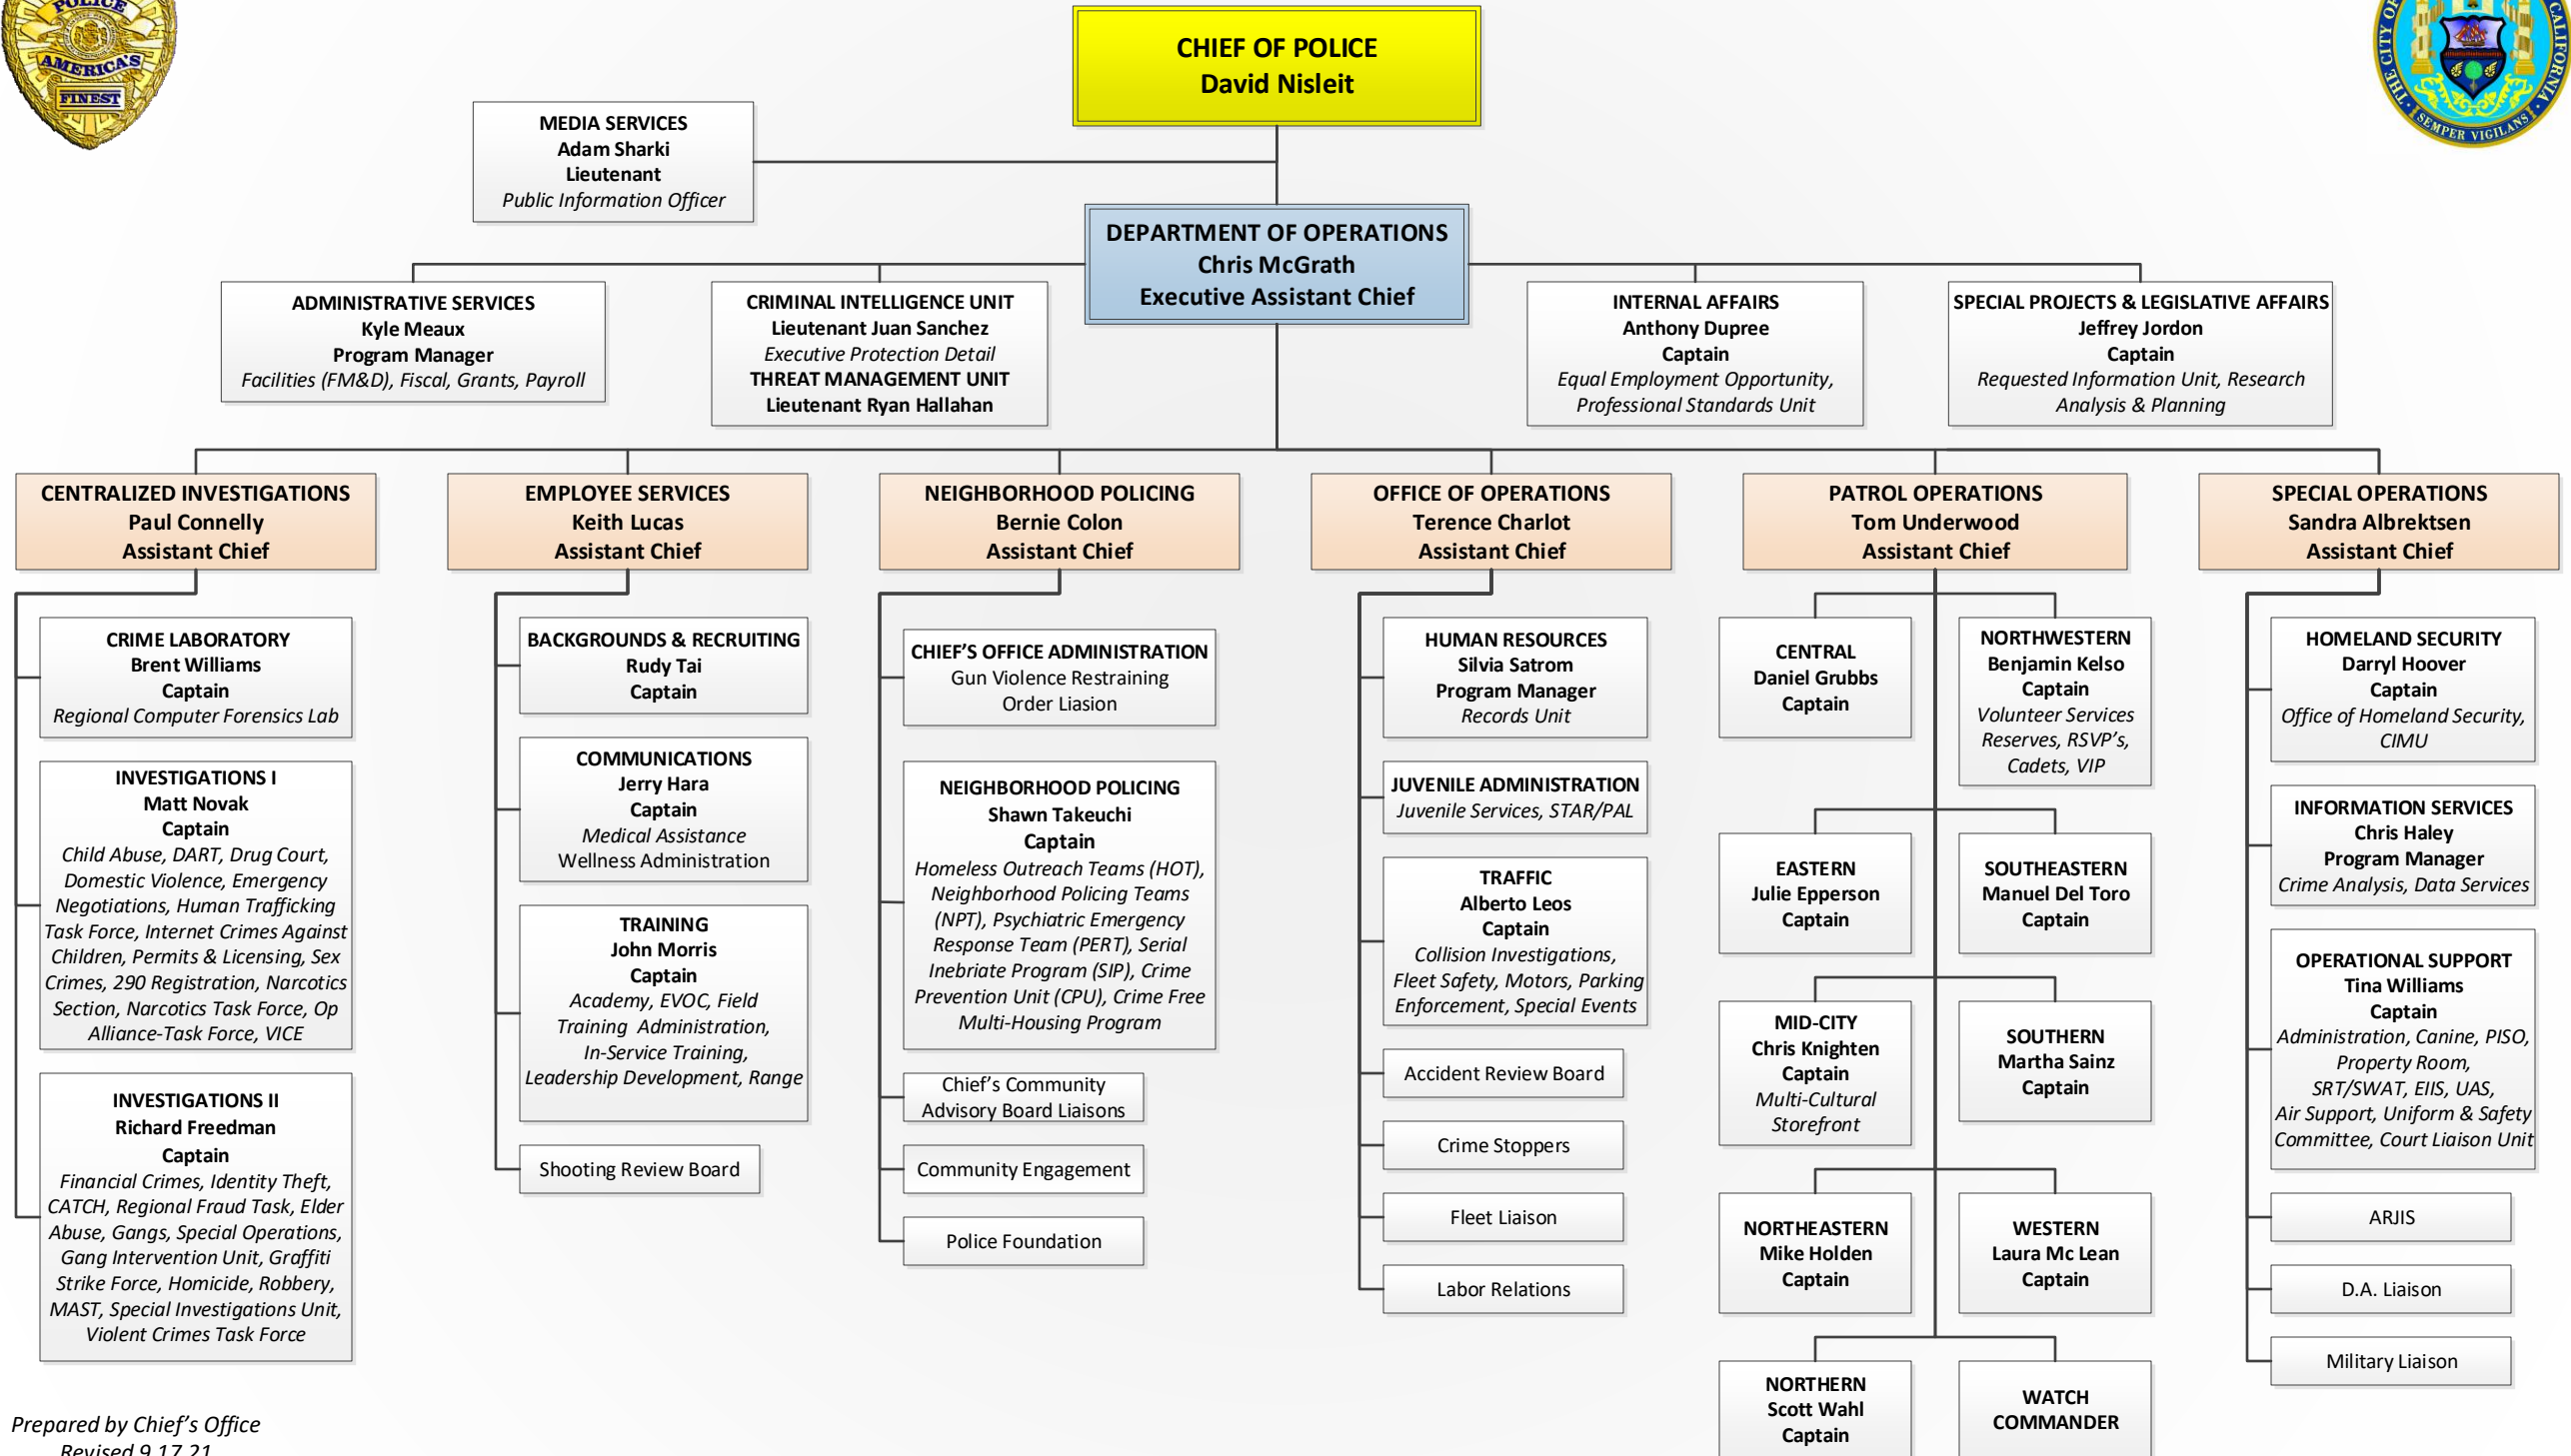 POLICE
AMERICA'S
FINEST
CHIEF OF POLICE
David Nisleit
THE CITY OF
CALIFORNIA
SEMPER VIGILANS
MEDIA SERVICES
Adam Sharki
Lieutenant
Public Information Officer
DEPARTMENT OF OPERATIONS
Chris McGrath
Executive Assistant Chief
ADMINISTRATIVE SERVICES
Kyle Meaux
Program Manager
Facilities (FM&D), Fiscal, Grants, Payroll
CRIMINAL INTELLIGENCE UNIT
Lieutenant Juan Sanchez
Executive Protection Detail
THREAT MANAGEMENT UNIT
Lieutenant Ryan Hallahan
INTERNAL AFFAIRS
Anthony Dupree
Captain
Equal Employment Opportunity,
Professional Standards Unit
SPECIAL PROJECTS & LEGISLATIVE AFFAIRS
Jeffrey Jordon
Captain
Requested Information Unit, Research
Analysis & Planning
CENTRALIZED INVESTIGATIONS
Paul Connelly
Assistant Chief
CRIME LABORATORY
Brent Williams
Captain
Regional Computer Forensics Lab
INVESTIGATIONS I
Matt Novak
Captain
Child Abuse, DART, Drug Court,
Domestic Violence, Emergency
Negotiations, Human Trafficking
Task Force, Internet Crimes Against
Children, Permits & Licensing, Sex
Crimes, 290 Registration, Narcotics
Section, Narcotics Task Force, Op
Alliance-Task Force, VICE
INVESTIGATIONS II
Richard Freedman
Captain
Financial Crimes, Identity Theft,
CATCH, Regional Fraud Task, Elder
Abuse, Gangs, Special Operations,
Gang Intervention Unit, Graffiti
Strike Force, Homicide, Robbery,
MAST, Special Investigations Unit,
Violent Crimes Task Force
EMPLOYEE SERVICES
Keith Lucas
Assistant Chief
BACKGROUNDS & RECRUITING
Rudy Tai
Captain
COMMUNICATIONS
Jerry Hara
Captain
Medical Assistance
Wellness Administration
TRAINING
John Morris
Captain
Academy, EVOC, Field
Training Administration,
In-Service Training,
Leadership Development, Range
Shooting Review Board
NEIGHBORHOOD POLICING
Bernie Colon
Assistant Chief
CHIEF'S OFFICE ADMINISTRATION
Gun Violence Restraining
Order Liasion
NEIGHBORHOOD POLICING
Shawn Takeuchi
Captain
Homeless Outreach Teams (HOT),
Neighborhood Policing Teams
(NPT), Psychiatric Emergency
Response Team (PERT), Serial
Inebriate Program (SIP), Crime
Prevention Unit (CPU), Crime Free
Multi-Housing Program
Chief's Community
Advisory Board Liaisons
Community Engagement
Police Foundation
OFFICE OF OPERATIONS
Terence Charlot
Assistant Chief
HUMAN RESOURCES
Silvia Satrom
Program Manager
Records Unit
JUVENILE ADMINISTRATION
Juvenile Services, STAR/PAL
TRAFFIC
Alberto Leos
Captain
Collision Investigations,
Fleet Safety, Motors, Parking
Enforcement, Special Events
Accident Review Board
Crime Stoppers
Fleet Liaison
Labor Relations
PATROL OPERATIONS
Tom Underwood
Assistant Chief
CENTRAL
Daniel Grubbs
Captain
NORTHWESTERN
Benjamin Kelso
Captain
Volunteer Services
Reserves, RSVP's,
Cadets, VIP
EASTERN
Julie Epperson
Captain
SOUTHEASTERN
Manuel Del Toro
Captain
MID-CITY
Chris Knighten
Captain
Multi-Cultural
Storefront
SOUTHERN
Martha Sainz
Captain
NORTHEASTERN
Mike Holden
Captain
WESTERN
Laura Mc Lean
Captain
NORTHERN
Scott Wahl
Captain
WATCH
COMMANDER
SPECIAL OPERATIONS
Sandra Albrektsen
Assistant Chief
HOMELAND SECURITY
Darryl Hoover
Captain
Office of Homeland Security,
CIMU
INFORMATION SERVICES
Chris Haley
Program Manager
Crime Analysis, Data Services
OPERATIONAL SUPPORT
Tina Williams
Captain
Administration, Canine, PISO,
Property Room,
SRT/SWAT, EIIS, UAS,
Air Support, Uniform & Safety
Committee, Court Liaison Unit
ARJIS
D.A. Liaison
Military Liaison
Prepared by Chief's Office
Revised 9.17.21